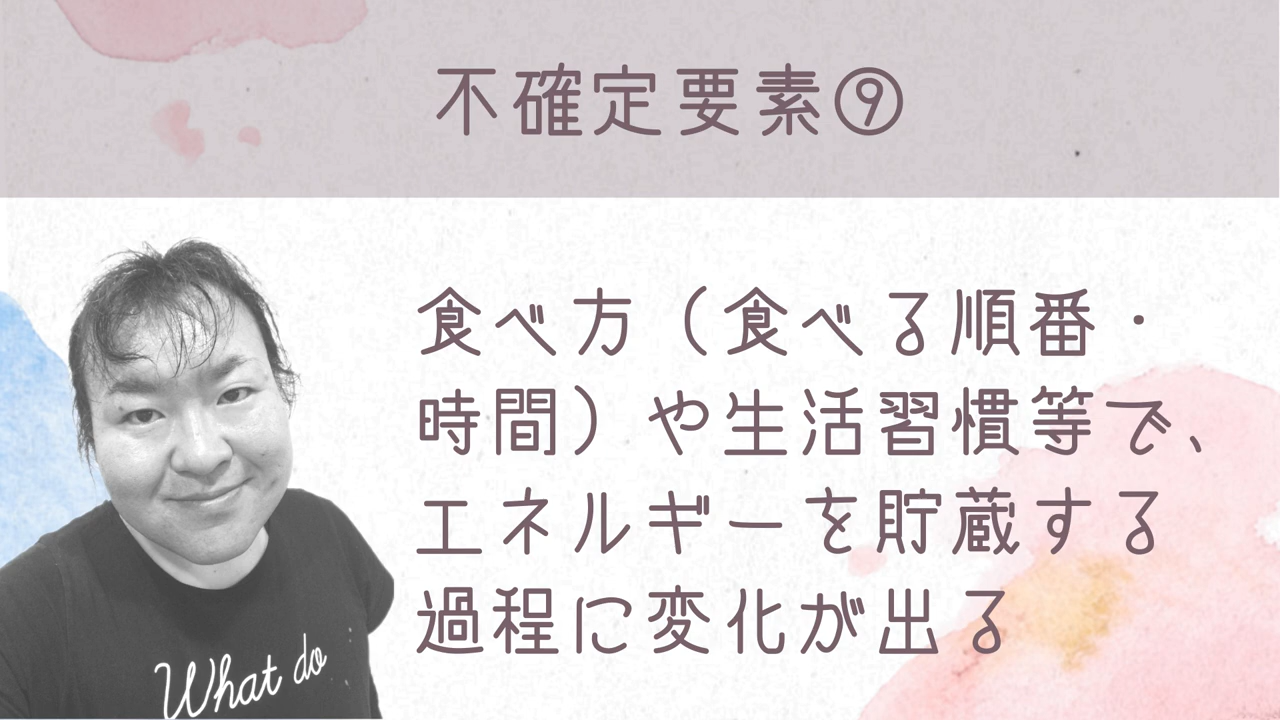 不確定要素⑨
食べ方（食べる順番・
時間）や生活習慣等で、
エネルギーを貯蔵する
過程に変化が出る
What do